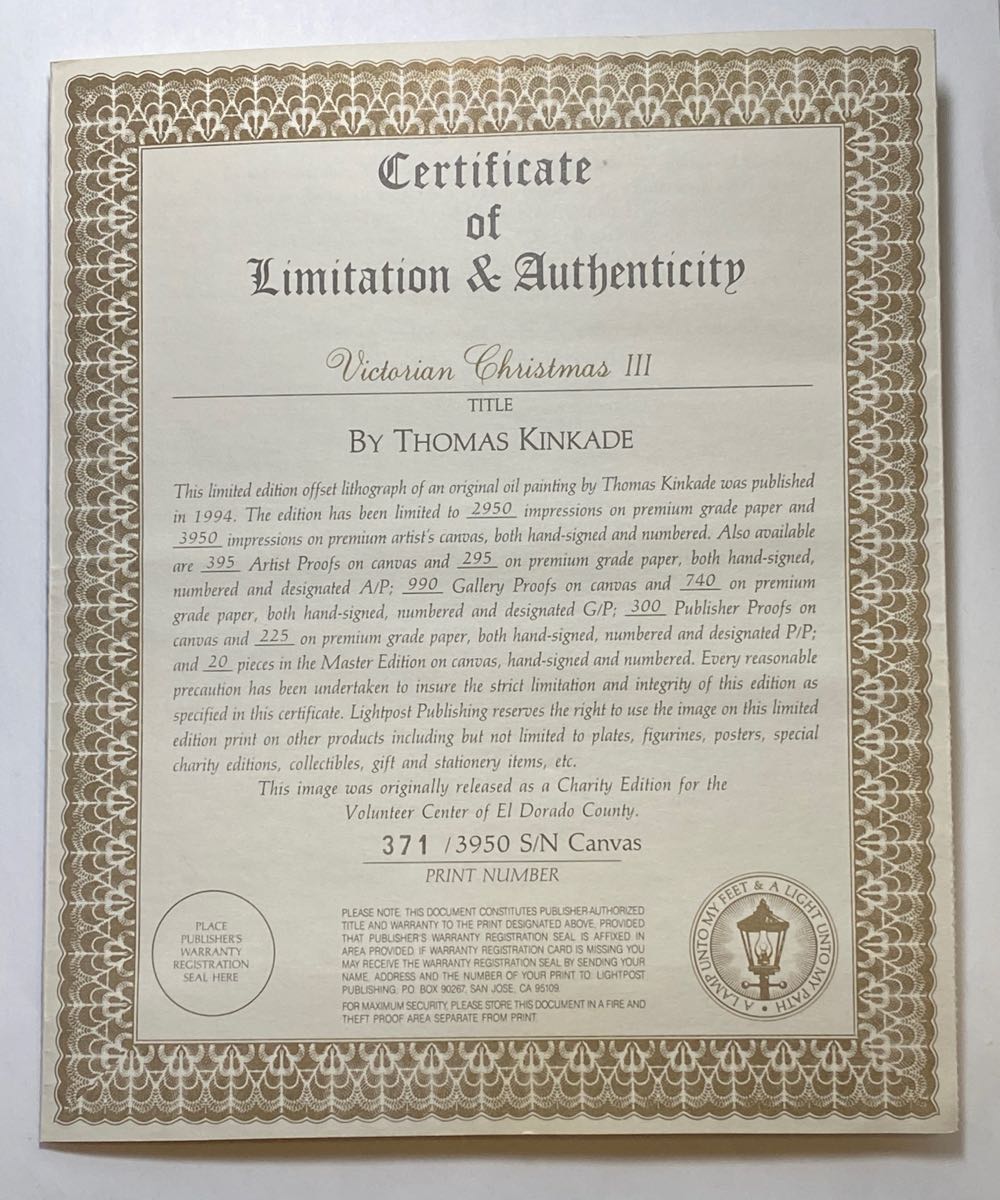 Certificate
of
Limitation & Authenticity
Victorian Christmas III
TITLE
BY THOMAS KINKADE
This limited edition offset lithograph of an original oil painting by Thomas Kinkade was published
in 1994. The edition has been limited to 2950 impressions on premium grade paper and
3950 impressions on premium artist's canvas, both hand-signed and numbered. Also available
are 395 Artist Proofs on canvas and 295 on premium grade paper, both hand-signed,
numbered and designated A/P; 990 Gallery Proofs on canvas and 740 on premium
grade paper, both hand-signed, numbered and designated G/P; 300 Publisher Proofs on
canvas and 225 on premium grade paper, both hand-signed, numbered and designated P/P;
and 20 pieces in the Master Edition on canvas, hand-signed and numbered. Every reasonable
precaution has been undertaken to insure the strict limitation and integrity of this edition as
specified in this certificate. Lightpost Publishing reserves the right to use the image on this limited
edition print on other products including but not limited to plates, figurines, posters, special
charity editions, collectibles, gift and stationery items, etc.
This image was originally released as a Charity Edition for the
Volunteer Center of El Dorado County.
371 /3950 S/N Canvas
PRINT NUMBER
PLACE
PUBLISHER'S
WARRANTY
REGISTRATION
SEAL HERE
PLEASE NOTE: THIS DOCUMENT CONSTITUTES PUBLISHER-AUTHORIZED
TITLE AND WARRANTY TO THE PRINT DESIGNATED ABOVE, PROVIDED
THAT PUBLISHER'S WARRANTY REGISTRATION SEAL IS AFFIXED IN
AREA PROVIDED. IF WARRANTY REGISTRATION CARD IS MISSING YOU
MAY RECEIVE THE WARRANTY REGISTRATION SEAL BY SENDING YOUR
NAME, ADDRESS AND THE NUMBER OF YOUR PRINT TO: LIGHTPOST
PUBLISHING, P.O. BOX 90267, SAN JOSE, CA 95109.
FOR MAXIMUM SECURITY, PLEASE STORE THIS DOCUMENT IN A FIRE AND
THEFT PROOF AREA SEPARATE FROM PRINT.
A LAMP UNTO MY FEET & A LIGHT UNTO MY PATH •